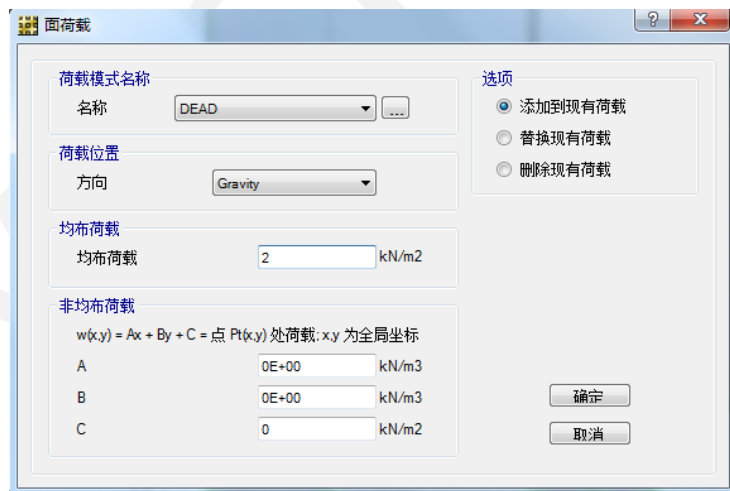 面荷载
荷载模式名称
名称 DEAD ...
荷载位置
方向 Gravity
均布荷载
均布荷载 2 kN/m2
非均布荷载
w(x,y) = Ax + By + C = 点 Pt(x,y) 处荷载; x,y 为全局坐标
A 0E+00 kN/m3
B 0E+00 kN/m3
C 0 kN/m2
选项
添加到现有荷载
替换现有荷载
删除现有荷载
确定
取消